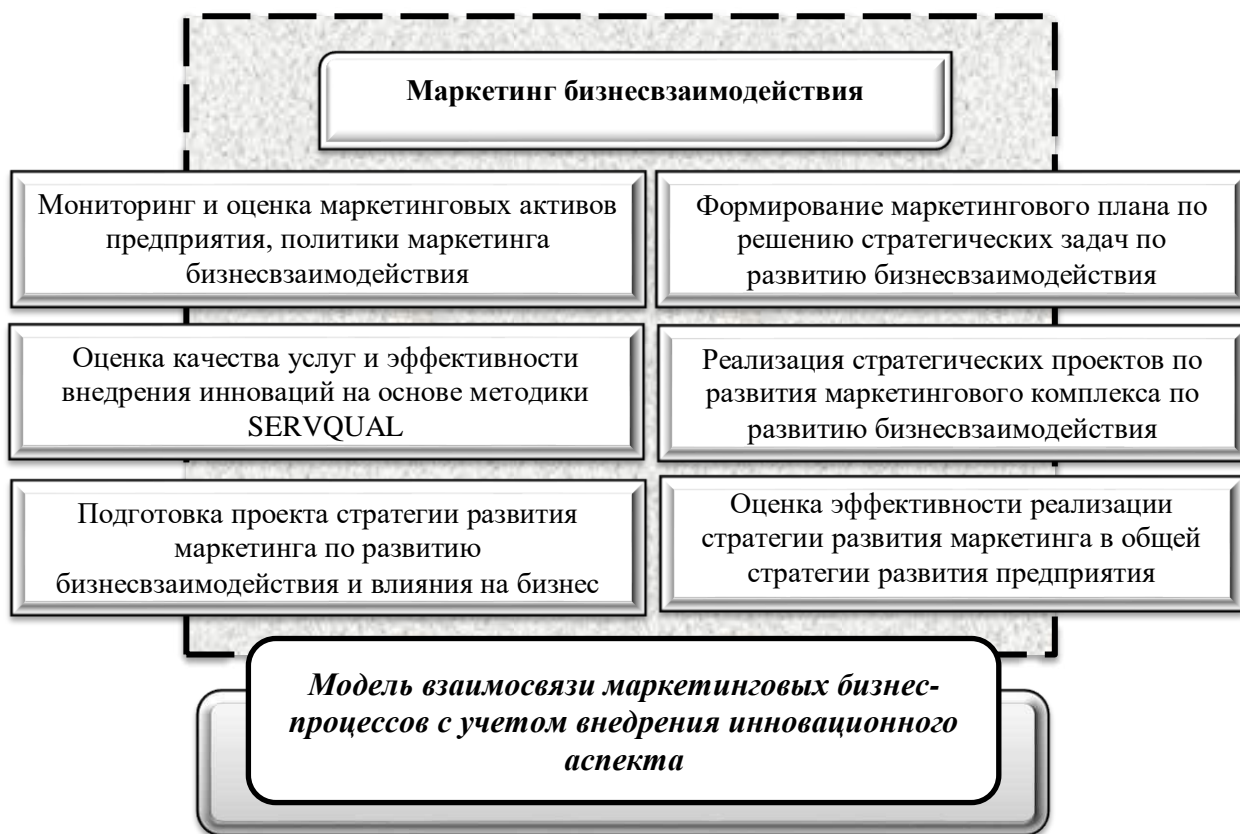 Маркетинг бизнесвзаимодействия
Мониторинг и оценка маркетинговых активов
предприятия, политики маркетинга
бизнесвзаимодействия
Формирование маркетингового плана по
решению стратегических задач по
развитию бизнесвзаимодействия
Оценка качества услуг и эффективности
внедрения инноваций на основе методики
SERVQUAL
Реализация стратегических проектов по
развития маркетингового комплекса по
развитию бизнесвзаимодействия
Подготовка проекта стратегии развития
маркетинга по развитию
бизнесвзаимодействия и влияния на бизнес
Оценка эффективности реализации
стратегии развития маркетинга в общей
стратегии развития предприятия
Модель взаимосвязи маркетинговых бизнес-
процессов с учетом внедрения инновационного
аспекта